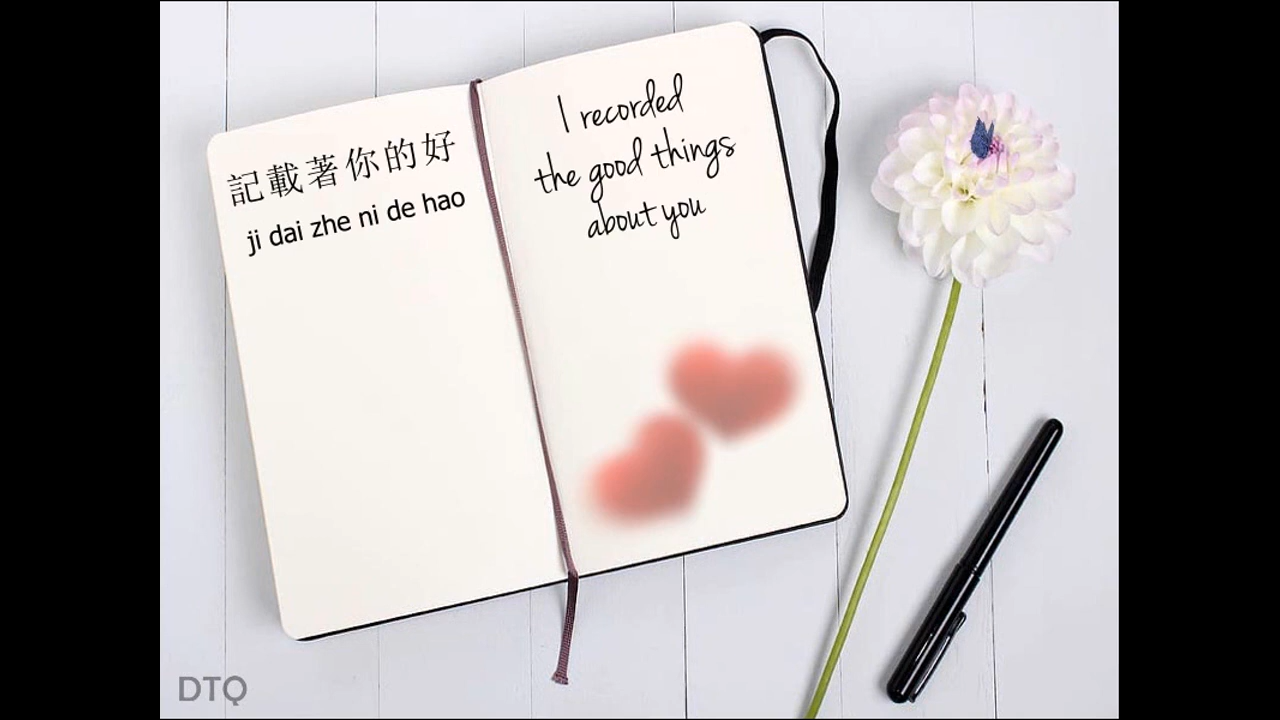 記載著你的好
ji dai zhe ni de hao
I recorded
the good things
about you
DTQ